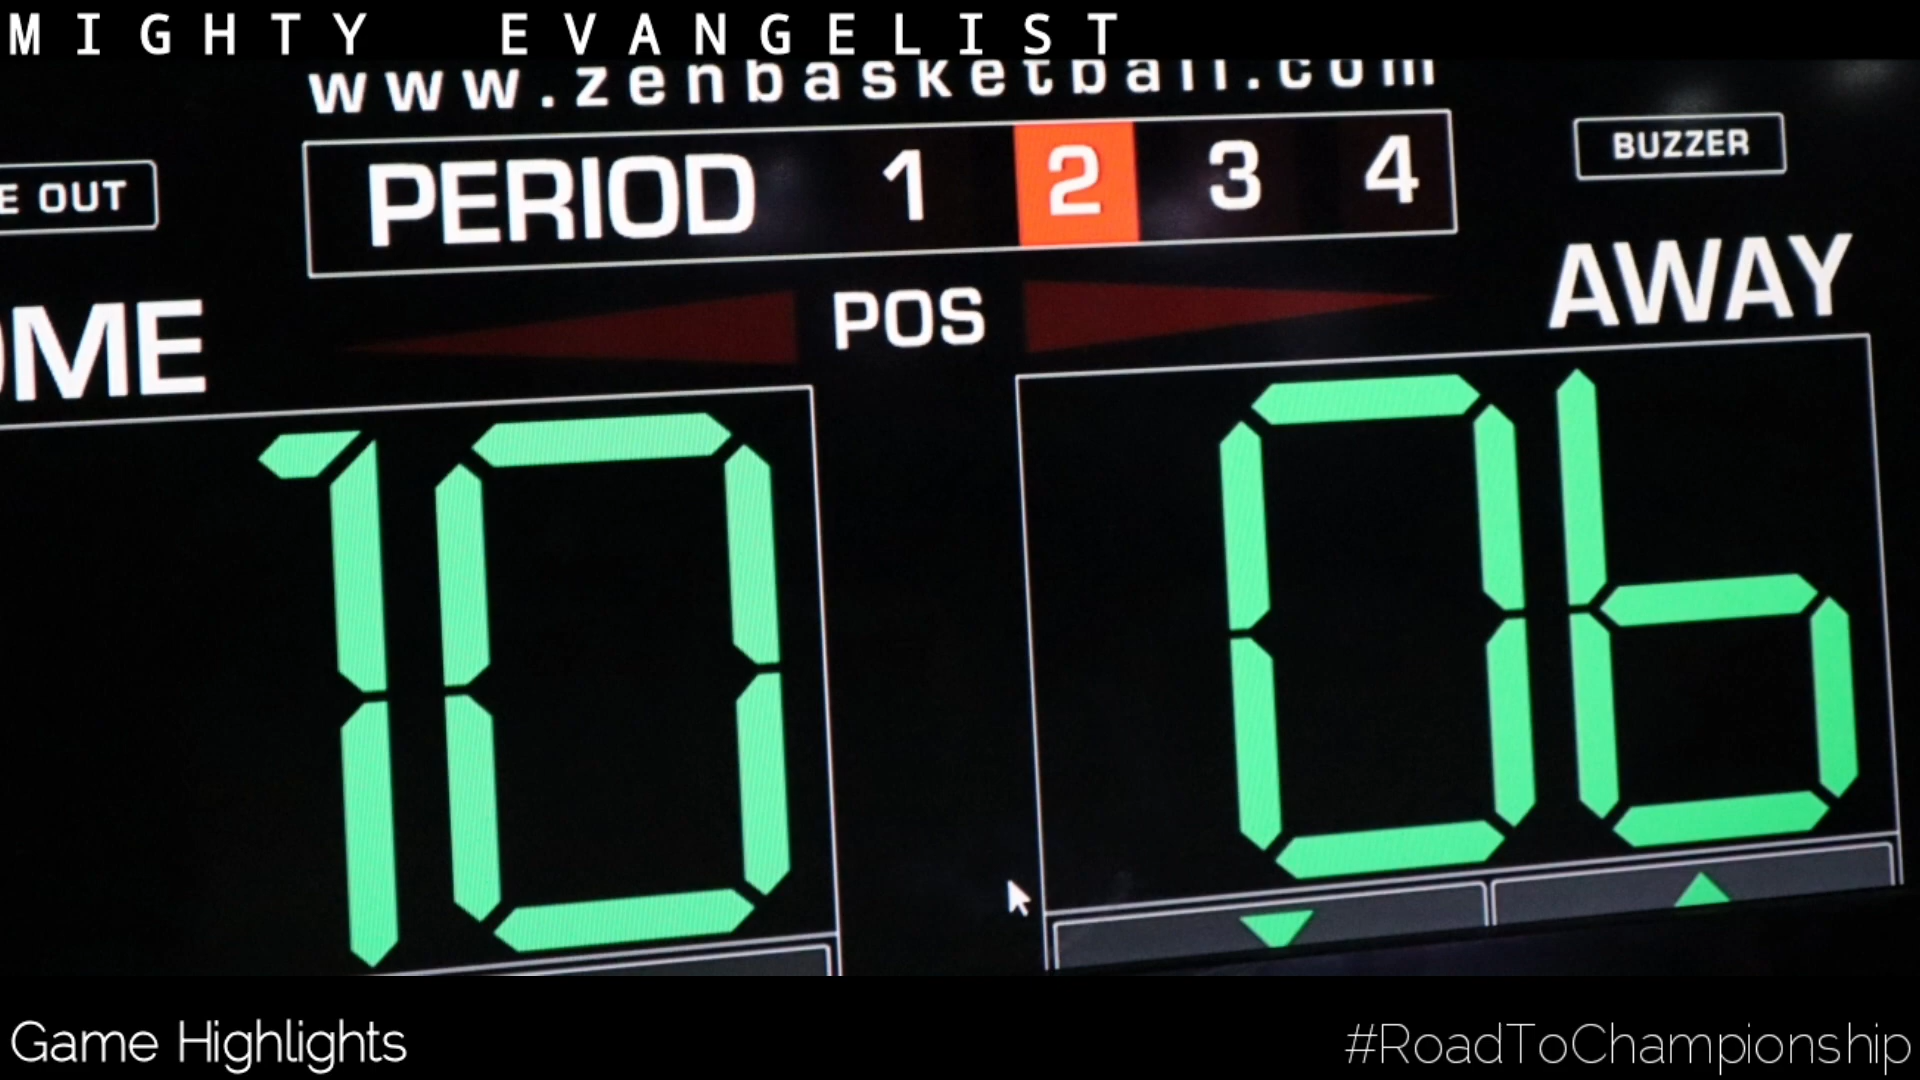 MIGHTY EVANGELIST
www.zenbasketball.com
E OUT
PERIOD 1 2 3 4
BUZZER
OME
POS
AWAY
10
06
Game Highlights
#RoadToChampionship